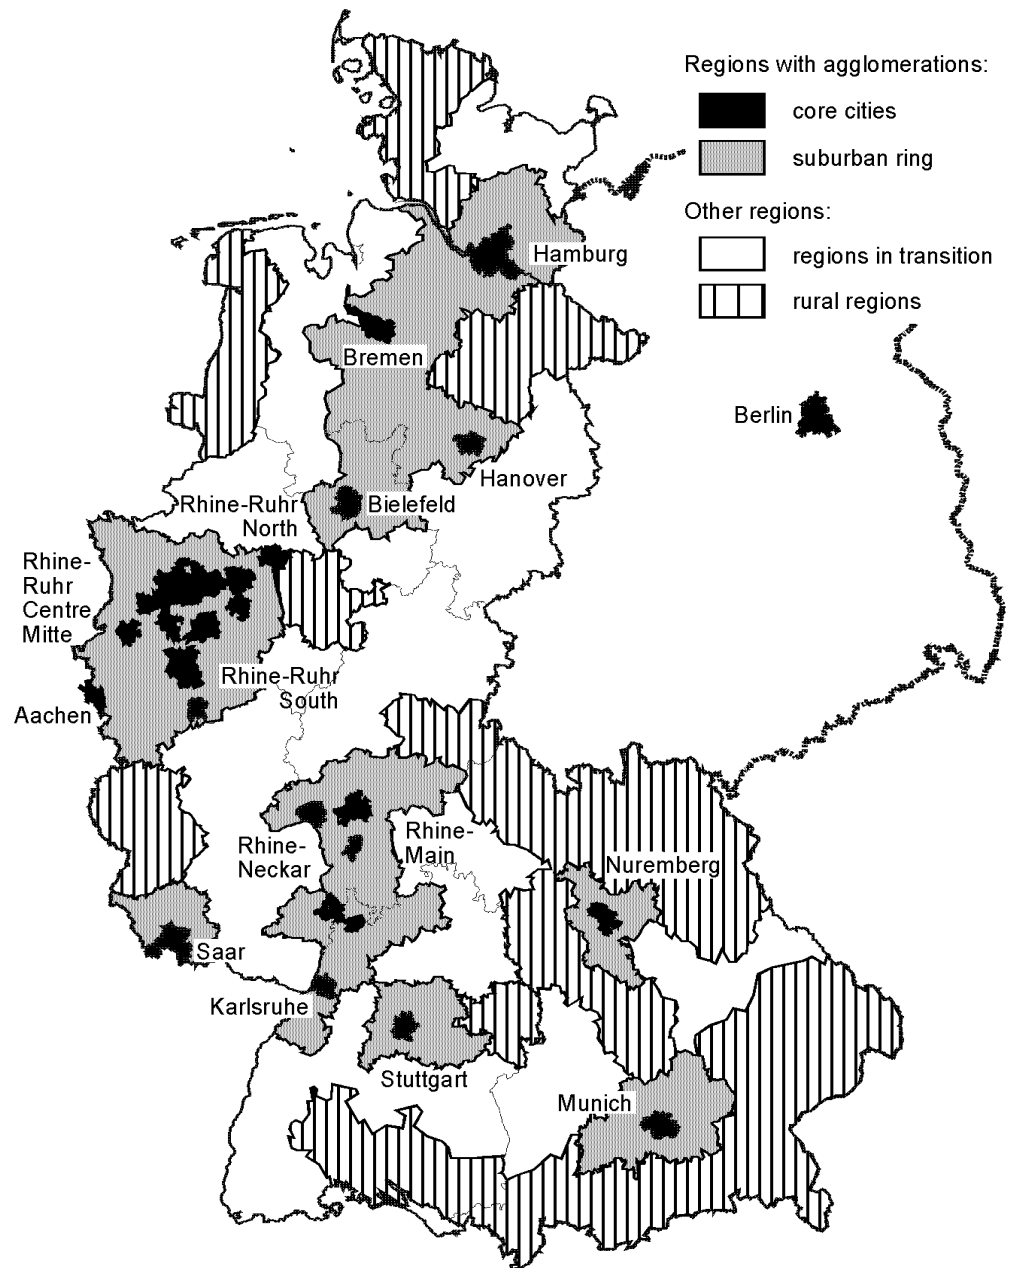 Regions with agglomerations:
core cities
suburban ring
Other regions:
regions in transition
rural regions
Hamburg
Bremen
Berlin
Hanover
Rhine-Ruhr
North
Bielefeld
Rhine-
Ruhr
Centre
Mitte
Rhine-Ruhr
South
Aachen
Rhine-
Main
Rhine-
Neckar
Nuremberg
Saar
Karlsruhe
Stuttgart
Munich